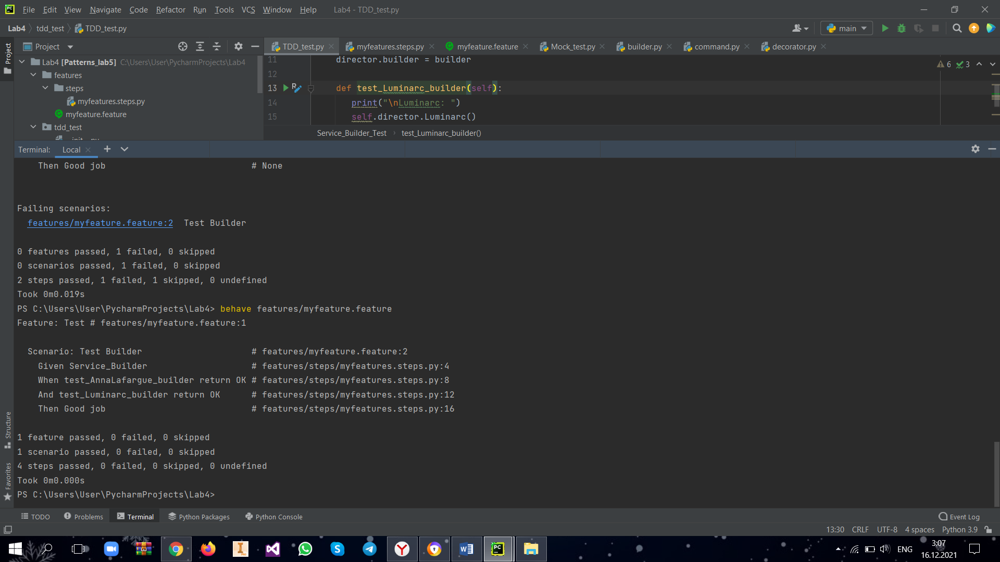 File Edit View Navigate Code Refactor Run Tools VCS Window Help Lab4 - TDD_test.py
Lab4 tdd_test TDD_test.py main
Project
Project
TDD_test.py myfeatures.steps.py myfeature.feature Mock_test.py builder.py command.py decorator.py
Lab4 [Patterns_lab5] C:\Users\User\PycharmProjects\Lab4
features
steps
myfeatures.steps.py
myfeature.feature
tdd_test
11 director.builder = builder
6 3
12
13 def test_Luminarc_builder(self):
14 print("\nLuminarc: ")
15 self.director.Luminarc()
Service_Builder_Test › test_Luminarc_builder()
Terminal: Local
Then Good job # None
Failing scenarios:
features/myfeature.feature:2 Test Builder
0 features passed, 1 failed, 0 skipped
0 scenarios passed, 1 failed, 0 skipped
2 steps passed, 1 failed, 1 skipped, 0 undefined
Took 0m0.019s
PS C:\Users\User\PycharmProjects\Lab4> behave features/myfeature.feature
Feature: Test # features/myfeature.feature:1
Scenario: Test Builder # features/myfeature.feature:2
Given Service_Builder # features/steps/myfeatures.steps.py:4
When test_AnnaLafargue_builder return OK # features/steps/myfeatures.steps.py:8
And test_Luminarc_builder return OK # features/steps/myfeatures.steps.py:12
Then Good job # features/steps/myfeatures.steps.py:16
1 feature passed, 0 failed, 0 skipped
1 scenario passed, 0 failed, 0 skipped
4 steps passed, 0 failed, 0 skipped, 0 undefined
Took 0m0.000s
PS C:\Users\User\PycharmProjects\Lab4>
Structure
Favorites
TODO Problems Terminal Python Packages Python Console Event Log
13:30 CRLF UTF-8 4 spaces Python 3.9
ENG
3:07
16.12.2021